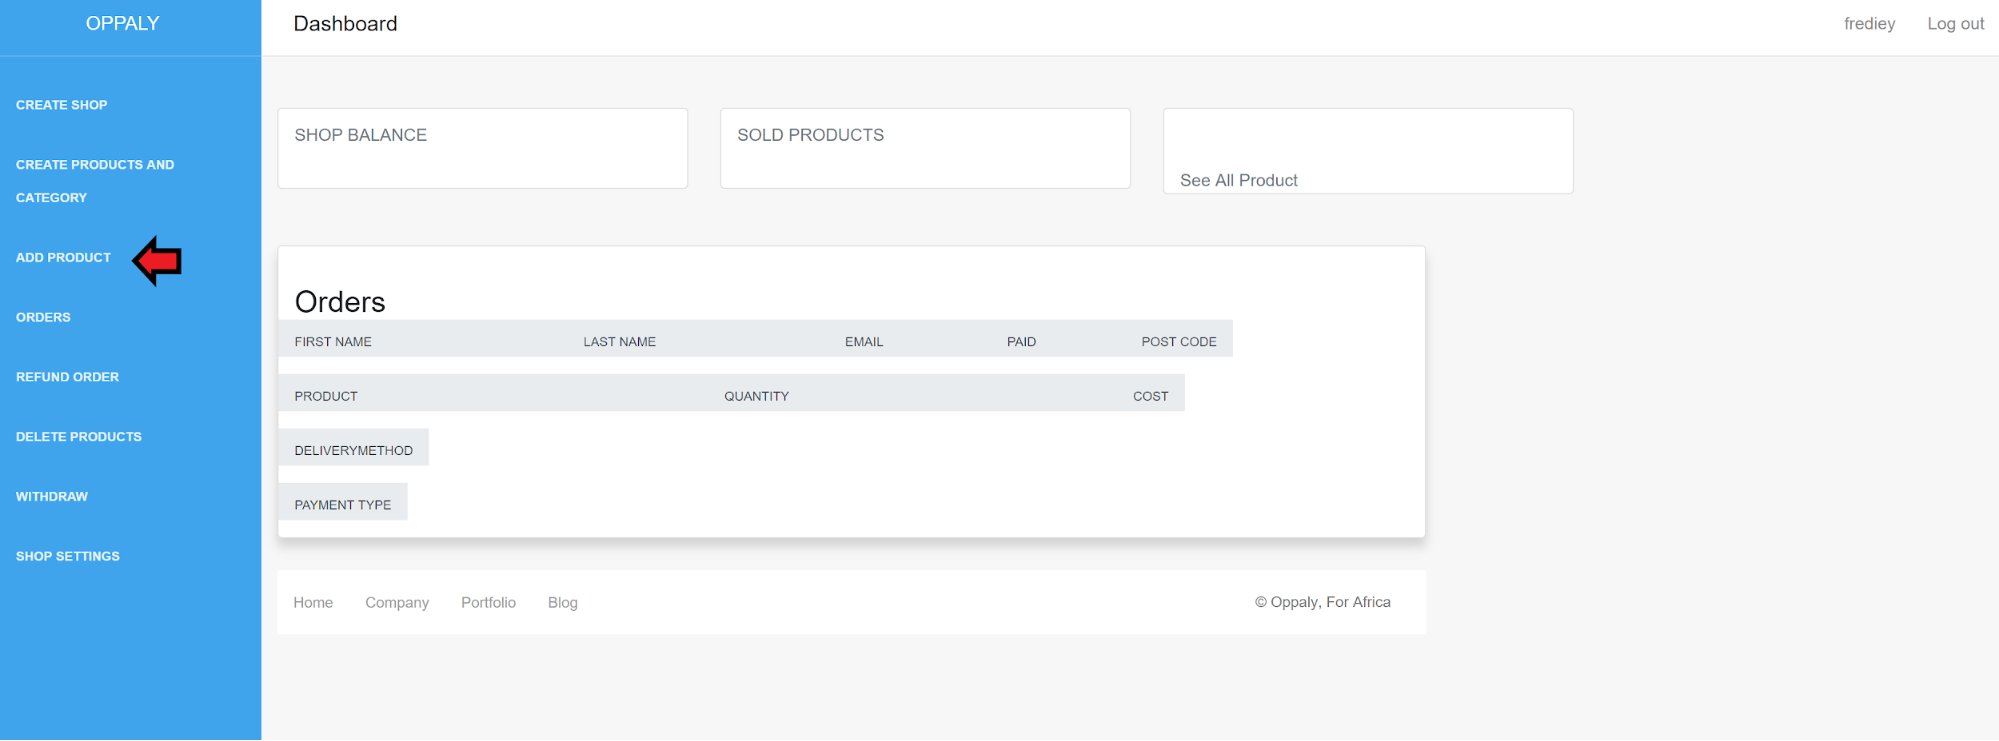 OPPALY
Dashboard
frediey
Log out
CREATE SHOP
CREATE PRODUCTS AND
CATEGORY
ADD PRODUCT
ORDERS
REFUND ORDER
DELETE PRODUCTS
WITHDRAW
SHOP SETTINGS
SHOP BALANCE
SOLD PRODUCTS
See All Product
Orders
FIRST NAME LAST NAME EMAIL PAID POST CODE
PRODUCT QUANTITY COST
DELIVERYMETHOD
PAYMENT TYPE
Home Company Portfolio Blog
© Oppaly, For Africa